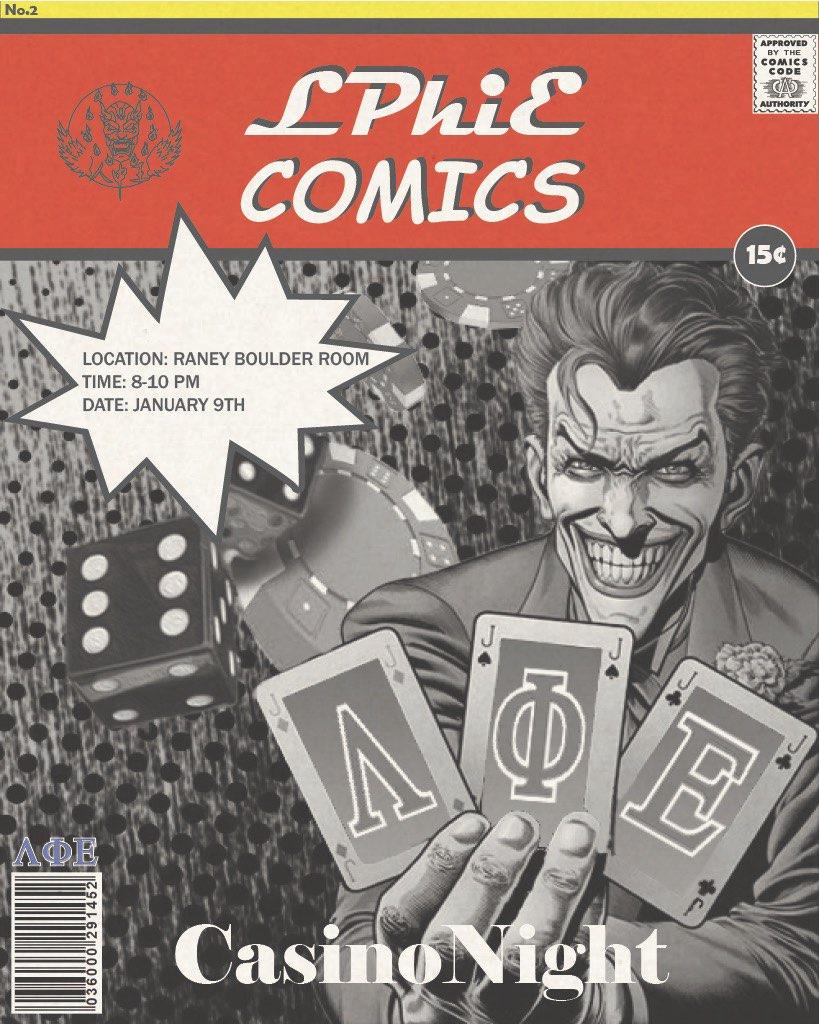 No.2
APPROVED
BY THE
COMICS
CODE
CA
AUTHORITY
LPhiE
COMICS
15¢
LOCATION: RANEY BOULDER ROOM
TIME: 8-10 PM
DATE: JANUARY 9TH
J J J J J
Λ Φ E
ΛΦΕ
036000 291452
CasinoNight